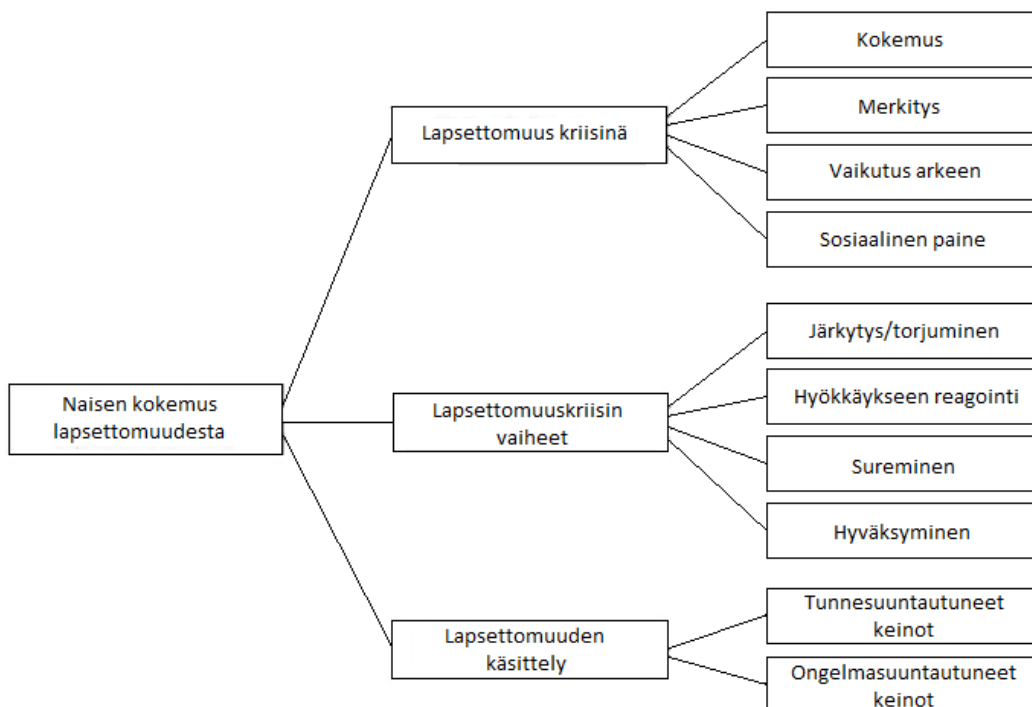 Naisen kokemus
lapsettomuudesta
Lapsettomuus kriisinä
Kokemus
Merkitys
Vaikutus arkeen
Sosiaalinen paine
Lapsettomuuskriisin
vaiheet
Järkytys/torjuminen
Hyökkäykseen reagointi
Sureminen
Hyväksyminen
Lapsettomuuden
käsittely
Tunnesuuntautuneet
keinot
Ongelmasuuntautuneet
keinot